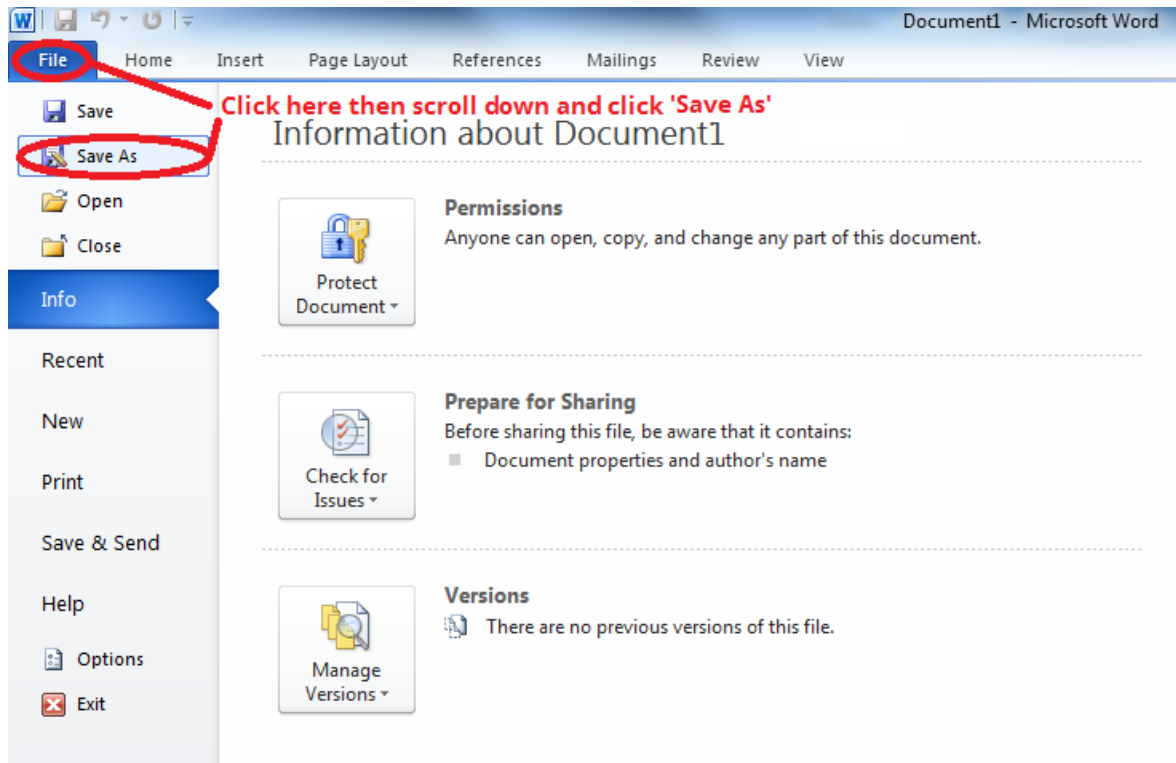 W
Document1 - Microsoft Word
File Home Insert Page Layout References Mailings Review View
Click here then scroll down and click 'Save As'
Save
Save As
Open
Close
Info
Recent
New
Print
Save & Send
Help
Options
Exit
Information about Document1
Protect
Document
Permissions
Anyone can open, copy, and change any part of this document.
Check for
Issues
Prepare for Sharing
Before sharing this file, be aware that it contains:
Document properties and author's name
Manage
Versions
Versions
There are no previous versions of this file.